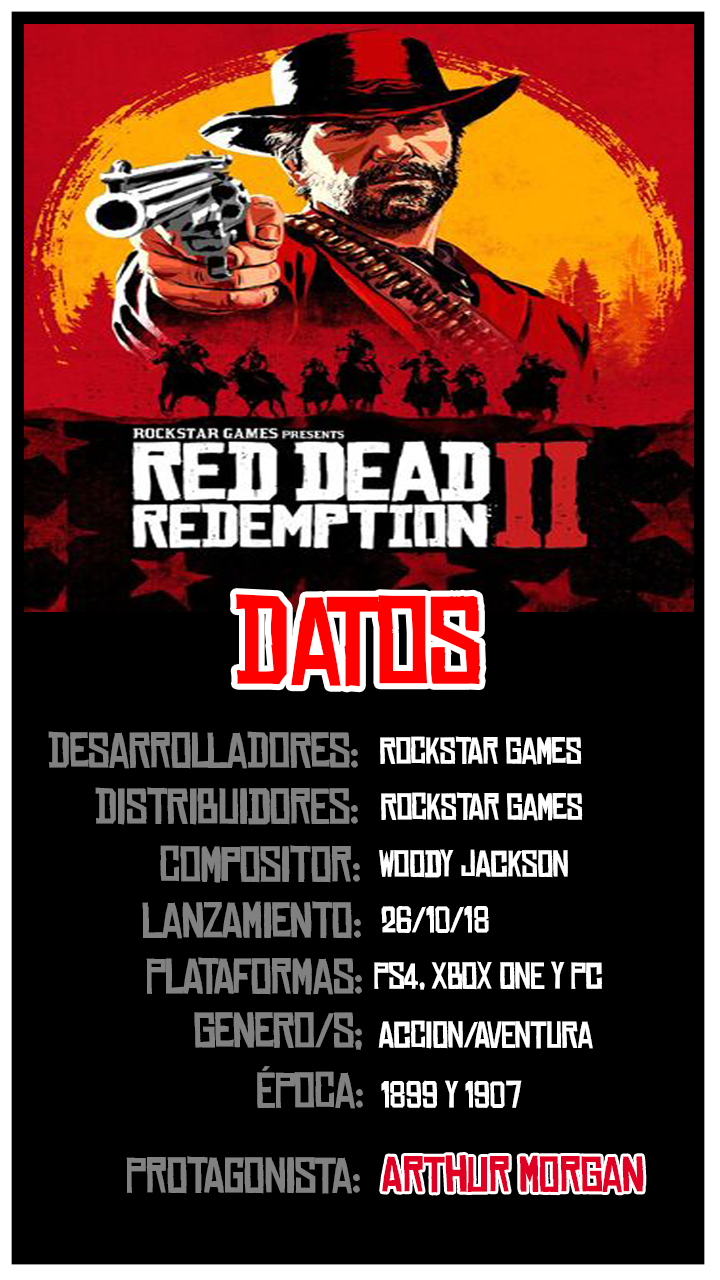 ROCKSTAR GAMES PRESENTS
RED DEAD
REDEMPTION II
DATOS
DESARROLLADORES: ROCKSTAR GAMES
DISTRIBUIDORES: ROCKSTAR GAMES
COMPOSITOR: WOODY JACKSON
LANZAMIENTO: 26/10/18
PLATAFORMAS: PS4, XBOX ONE Y PC
GENERO/S: ACCION/AVENTURA
ÉPOCA: 1899 Y 1907
PROTAGONISTA: ARTHUR MORGAN